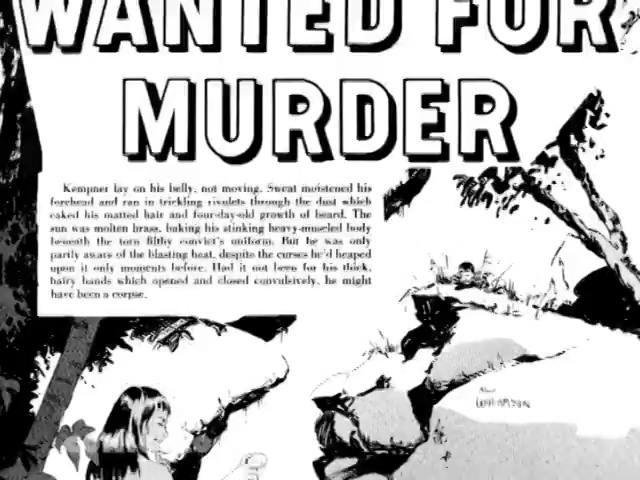 WANTED FOR
MURDER
Kempner lay on his belly, not moving. Sweat moistened his
forehead and ran in trickling rivulets through the dust which
caked his matted hair and four-day-old growth of beard. The
sun was molten brass, baking his stinking heavy-muscled body
beneath the torn filthy convict's uniform. But he was only
partly aware of the blasting heat, despite the curses he'd heaped
upon it only moments before. Had it not been for his thick,
hairy hands which opened and closed convulsively, he might
have been a corpse.